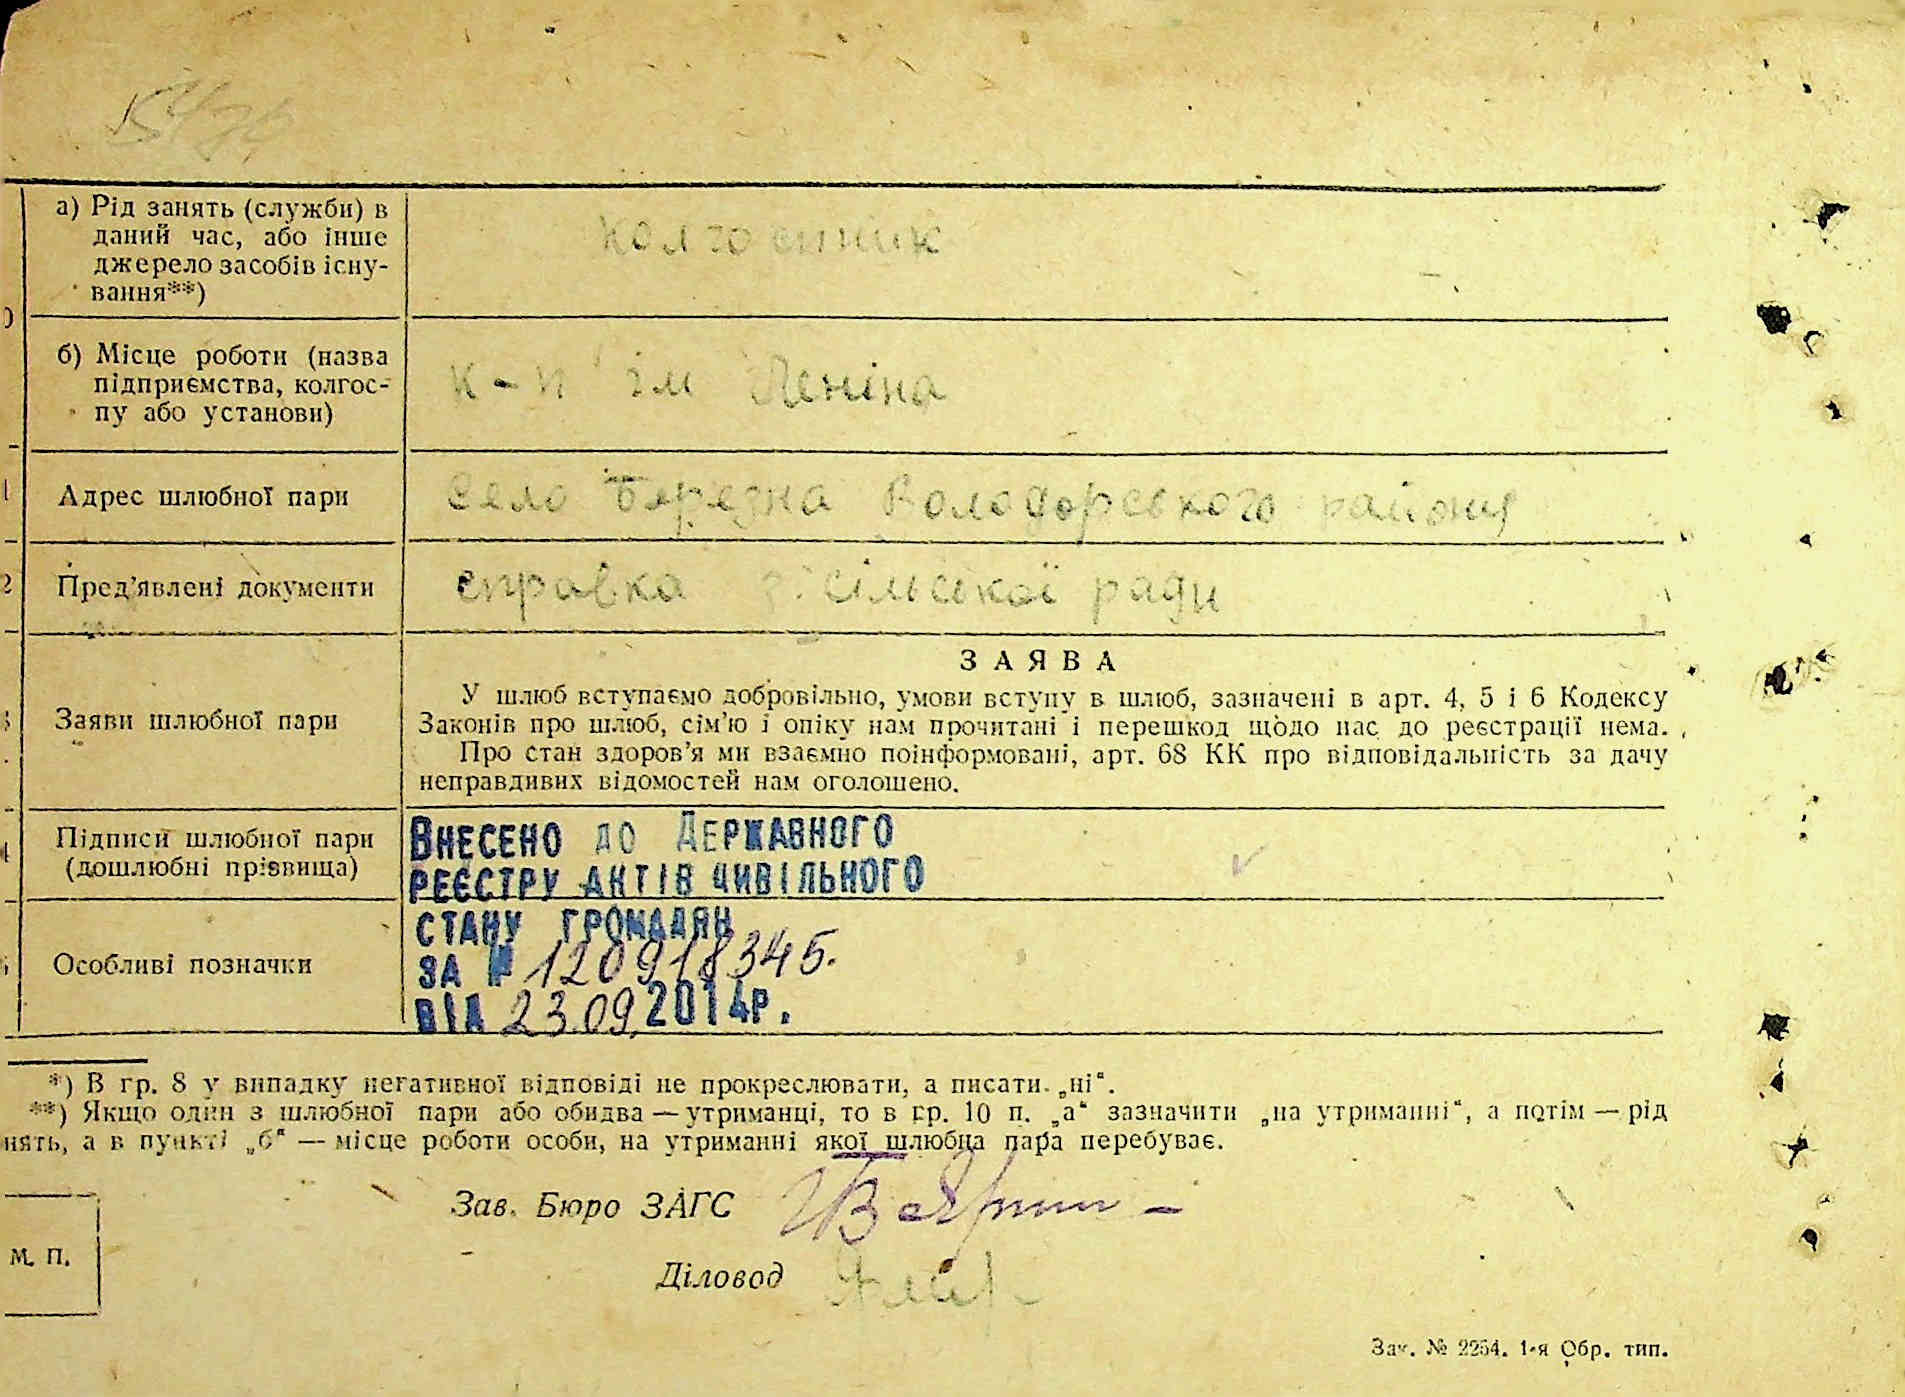 а) Рід занять (служби) в
даний час, або інше
джерело засобів існу-
вання**)
колгоспник
б) Місце роботи (назва
підприємства, колгос-
пу або установи)
к-п ім Леніна
Адрес шлюбної пари
село Березна Володарського района
Пред'явлені документи
справка з сільської ради
Заяви шлюбної пари
ЗАЯВА
У шлюб вступаємо добровільно, умови вступу в шлюб, зазначені в арт. 4, 5 і 6 Кодексу
Законів про шлюб, сім'ю і опіку нам прочитані і перешкод щодо нас до реєстрації нема.
Про стан здоров'я ми взаємно поінформовані, арт. 68 КК про відповідальність за дачу
неправдивих відомостей нам оголошено.
Підписи шлюбної пари
(дошлюбні прізвища)
ВНЕСЕНО ДО ДЕРЖАВНОГО
РЕЄСТРУ АКТІВ ЦИВІЛЬНОГО
СТАНУ ГРОМАДЯН
ЗА № 120918345.
ВІД 23.09.2014р.
Особливі позначки
*) В гр. 8 у випадку негативної відповіді не прокреслювати, а писати „ні“.
**) Якщо один з шлюбної пари або обидва — утриманці, то в гр. 10 п. „а“ зазначити „на утриманні“, а потім — рід
нять, а в пункті „б“ — місце роботи особи, на утриманні якої шлюбна пара перебуває.
Зав. Бюро ЗАГС
М. П.
Діловод
Зак. № 2254. 1-я Обр. тип.